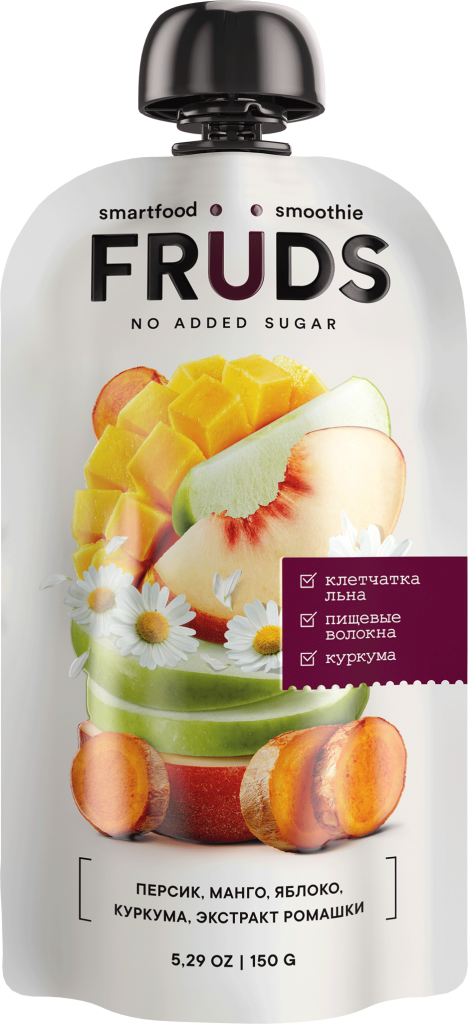 smartfood smoothie
FRÜDS
NO ADDED SUGAR
клетчатка
льна
пищевые
волокна
куркума
ПЕРСИК, МАНГО, ЯБЛОКО,
КУРКУМА, ЭКСТРАКТ РОМАШКИ
5,29 OZ | 150 G